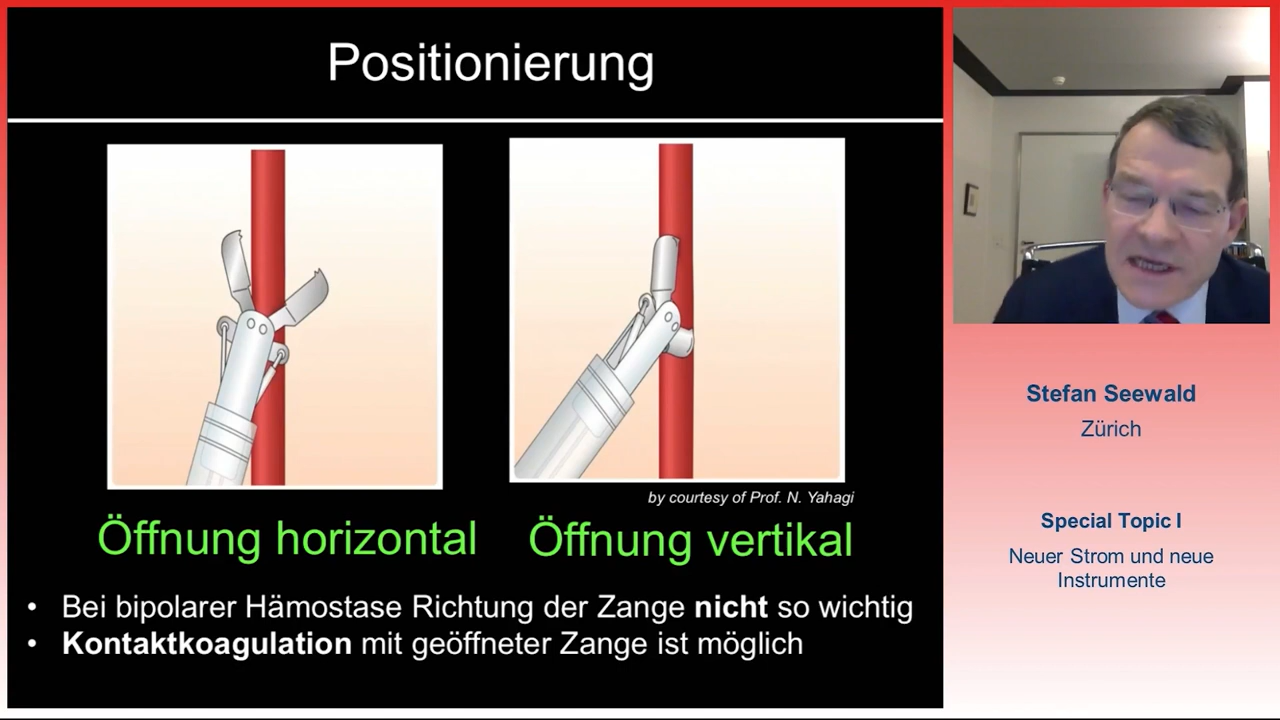 Positionierung
by courtesy of Prof. N. Yahagi
Öffnung horizontal
Öffnung vertikal
• Bei bipolarer Hämostase Richtung der Zange nicht so wichtig
• Kontaktkoagulation mit geöffneter Zange ist möglich
Stefan Seewald
Zürich
Special Topic I
Neuer Strom und neue
Instrumente